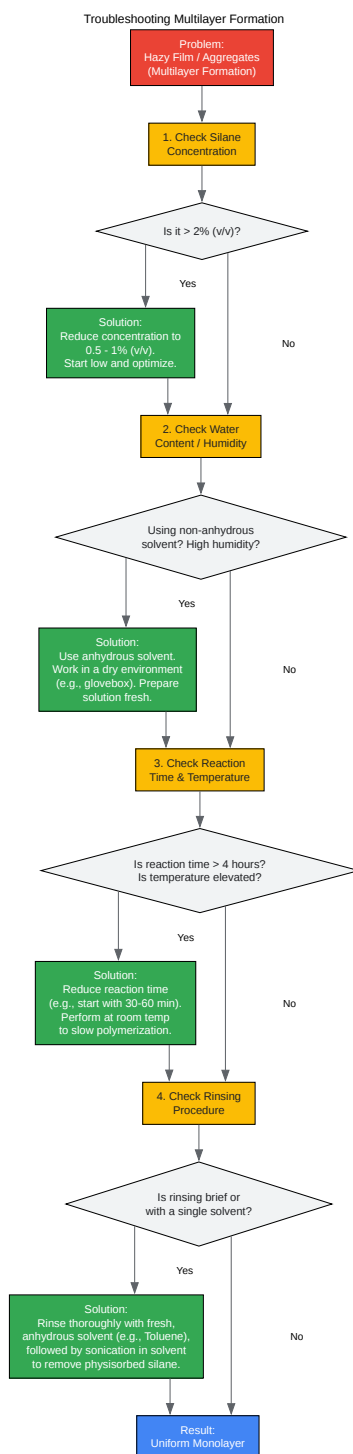 Troubleshooting Multilayer Formation
Problem:
Hazy Film / Aggregates
(Multilayer Formation)
1. Check Silane
Concentration
Is it > 2% (v/v)?
Yes
Solution:
Reduce concentration to
0.5 - 1% (v/v).
Start low and optimize.
No
2. Check Water
Content / Humidity
Using non-anhydrous
solvent? High humidity?
Yes
Solution:
Use anhydrous solvent.
Work in a dry environment
(e.g., glovebox). Prepare
solution fresh.
No
3. Check Reaction
Time & Temperature
Is reaction time > 4 hours?
Is temperature elevated?
Yes
Solution:
Reduce reaction time
(e.g., start with 30-60 min).
Perform at room temp
to slow polymerization.
No
4. Check Rinsing
Procedure
Is rinsing brief or
with a single solvent?
Yes
Solution:
Rinse thoroughly with fresh,
anhydrous solvent (e.g., Toluene),
followed by sonication in solvent
to remove physisorbed silane.
No
Result:
Uniform Monolayer